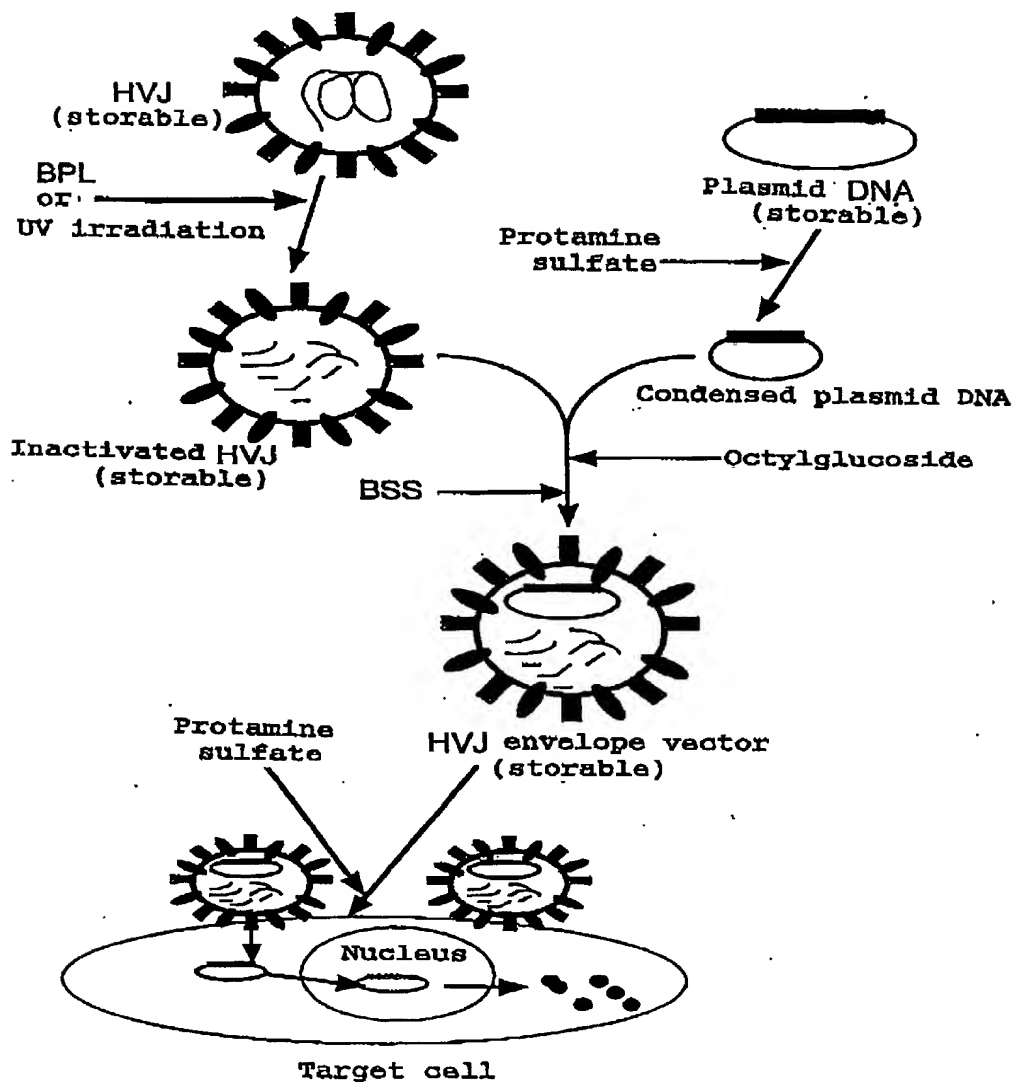 HVJ
(storable)
BPL
or
UV irradiation
Plasmid DNA
(storable)
Protamine
sulfate
Condensed plasmid DNA
Inactivated HVJ
(storable)
Octylglucoside
BSS
HVJ envelope vector
(storable)
Protamine
sulfate
Nucleus
Target cell